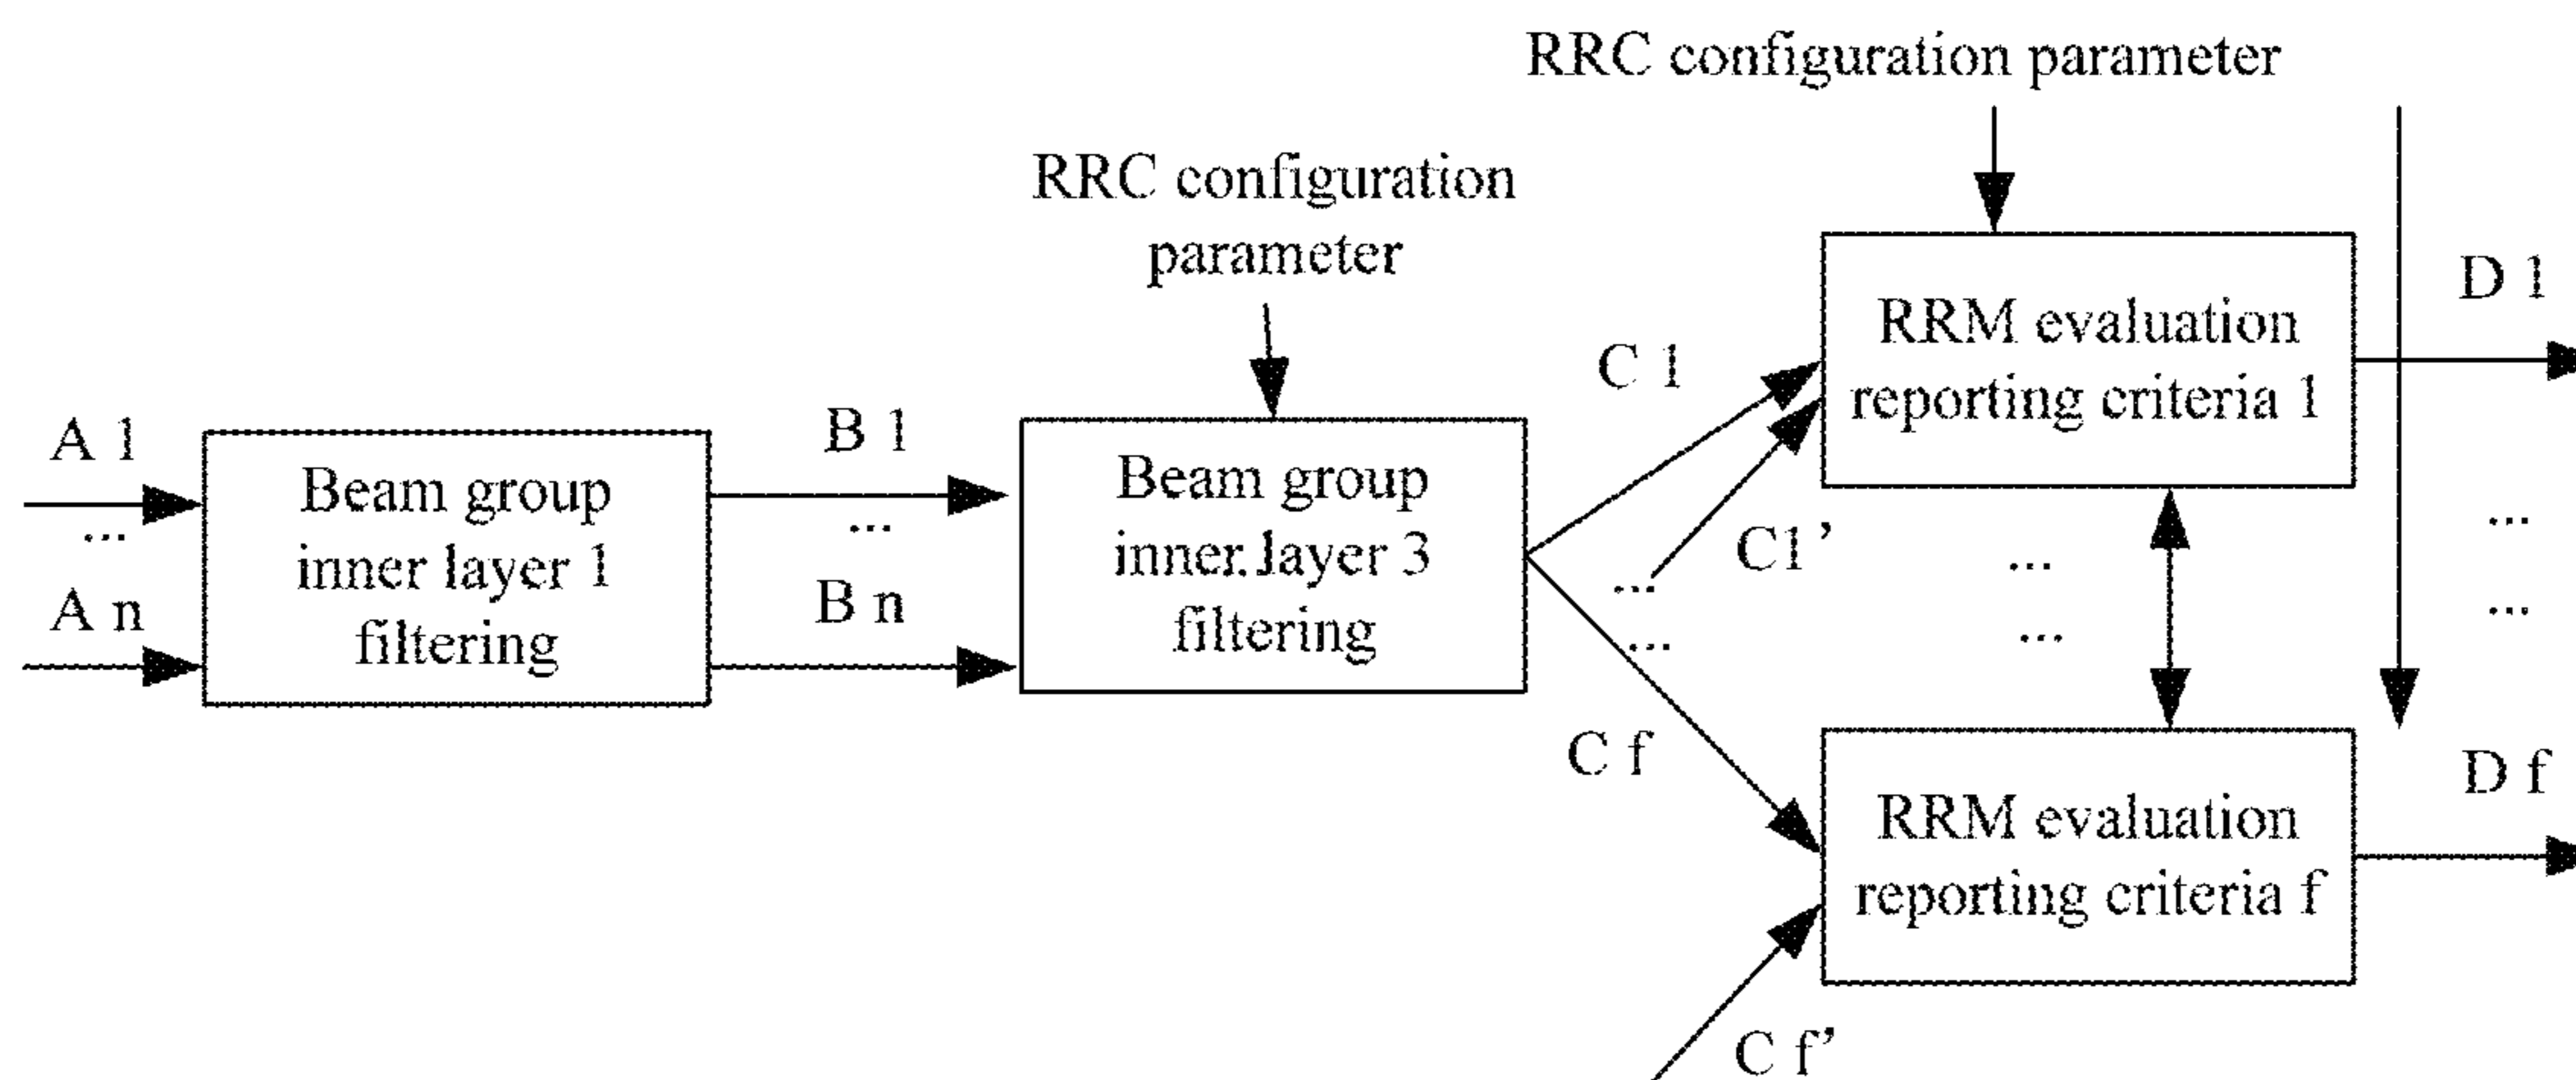 RRC configuration parameter
RRC configuration
parameter
D 1
RRM evaluation
reporting criteria 1
C 1
A 1
B 1
Beam group
inner layer 1
filtering
...
...
Beam group
inner layer 3
filtering
C1’
...
...
...
...
...
...
A n
B n
C f
D f
RRM evaluation
reporting criteria f
C f’